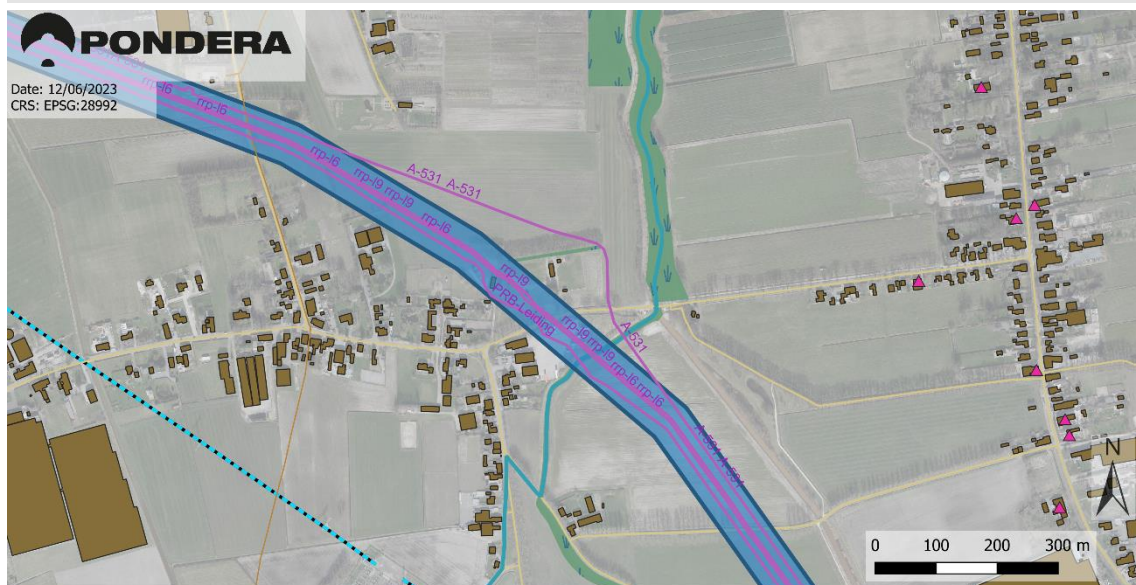 PONDERA
Date: 12/06/2023
CRS: EPSG:28992
rrp-l6
rrp-l6
rrp-l6
A-531 A-531
rrp-l9 rrp-l9
rrp-l6
rrp-l9
PRB-Leiding
rrp-l9 rrp-l9
A-531
rrp-l6 rrp-l6
A-531 A-531
N
0 100 200 300 m